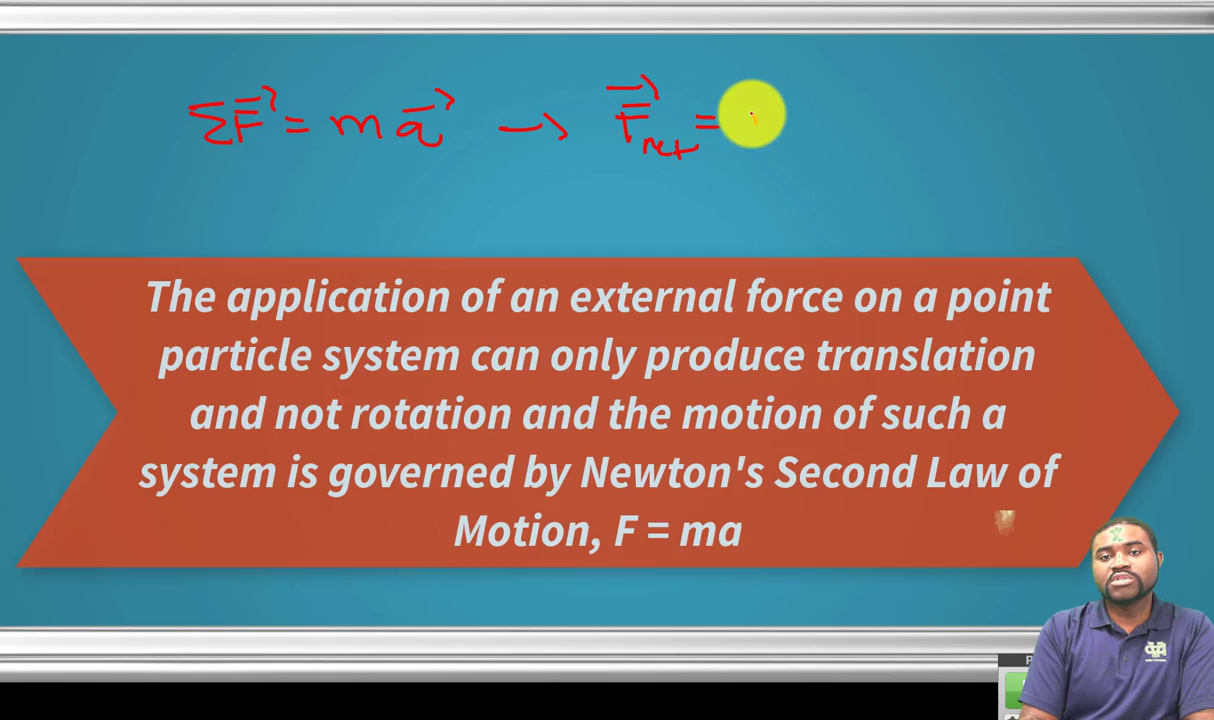 ΣF⃗ = ma⃗ → F⃗net =
The application of an external force on a point
particle system can only produce translation
and not rotation and the motion of such a
system is governed by Newton's Second Law of
Motion, F = ma